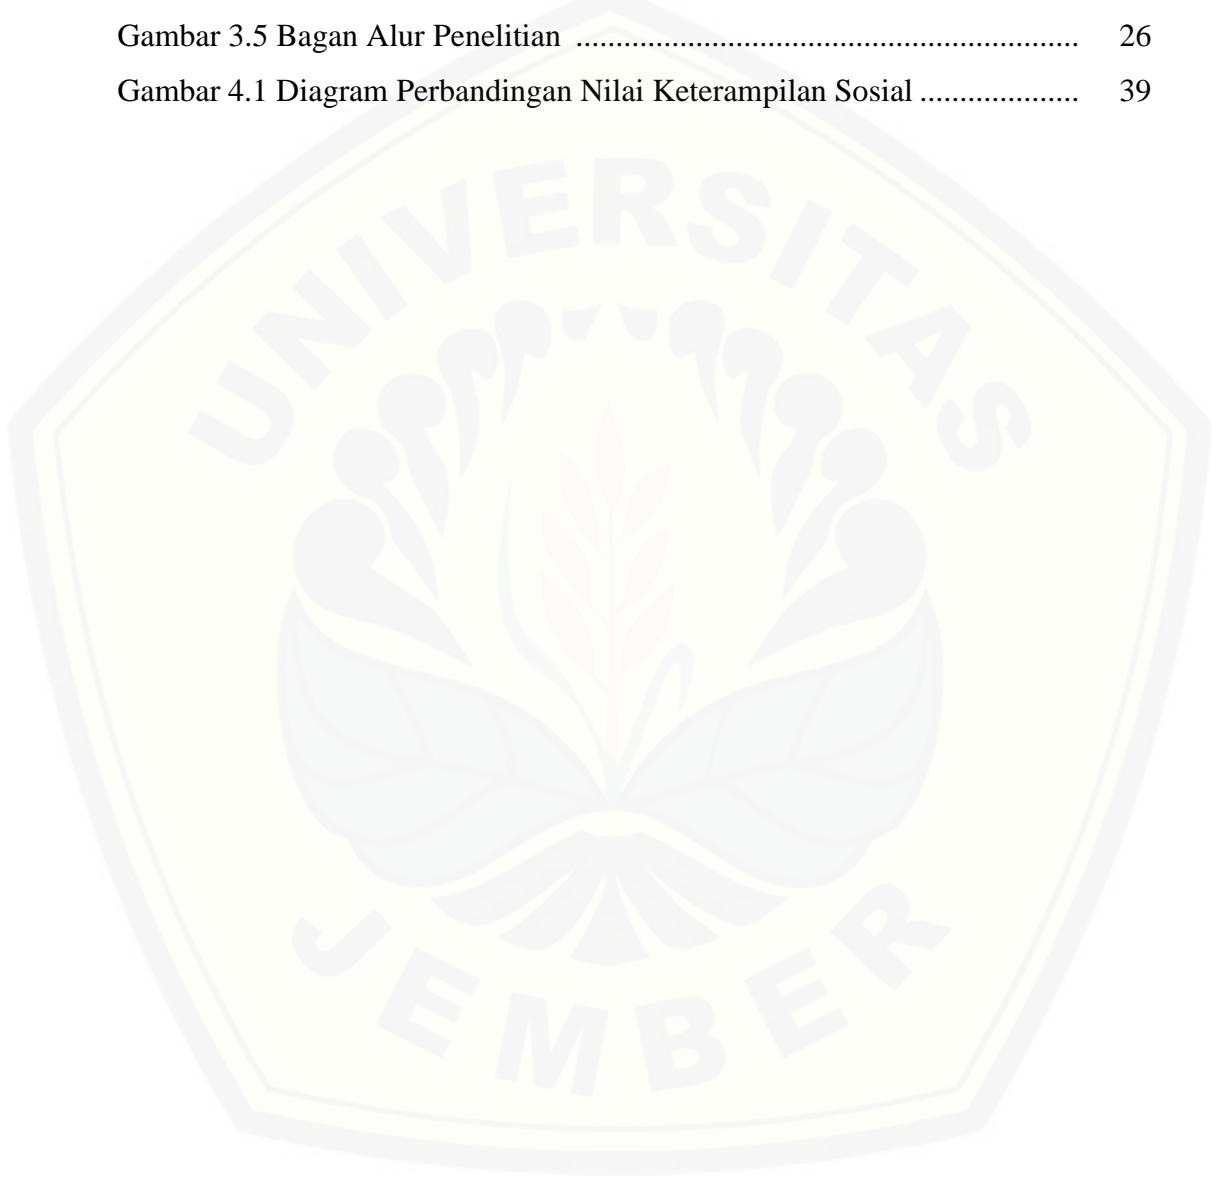 Gambar 3.5 Bagan Alur Penelitian ............................................................... 26
Gambar 4.1 Diagram Perbandingan Nilai Keterampilan Sosial .................... 39
UNIVERSITAS
JEMBER